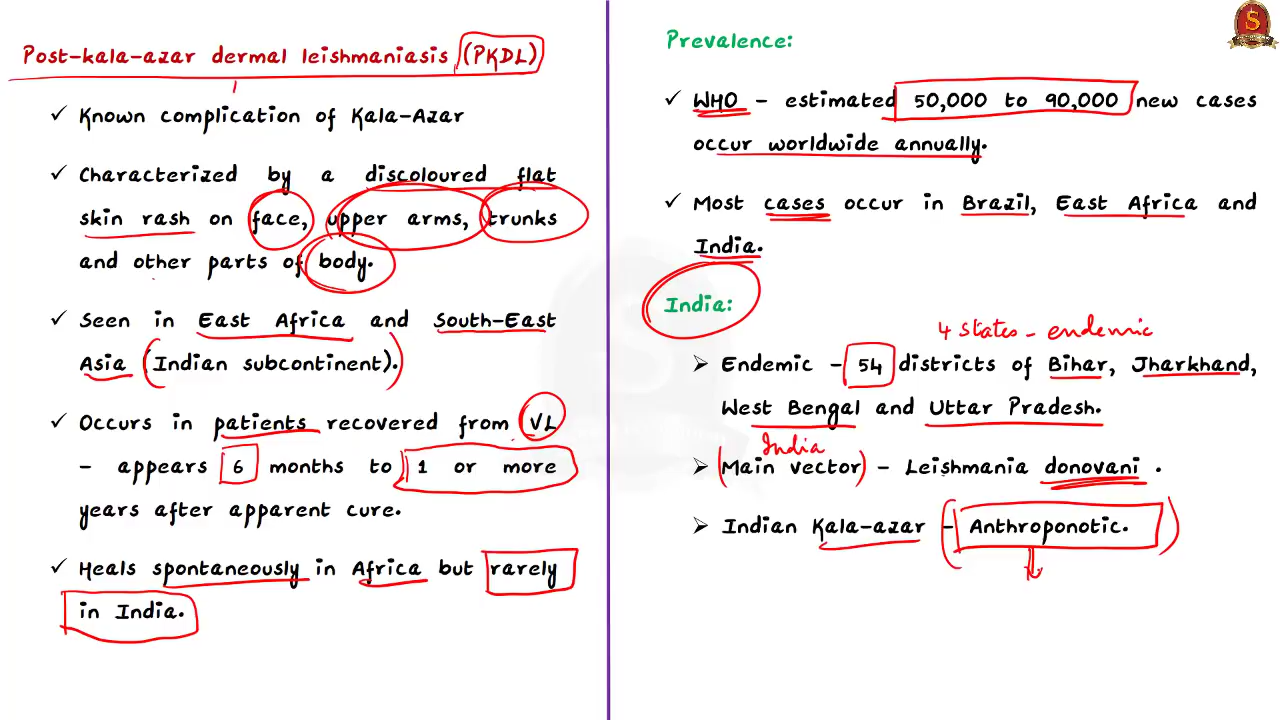 Post-kala-azar dermal leishmaniasis (PKDL)
✓ Known complication of Kala-Azar
✓ Characterized by a discoloured flat
skin rash on face, upper arms, trunks
and other parts of body.
✓ Seen in East Africa and South-East
Asia (Indian subcontinent).
✓ Occurs in patients recovered from VL
- appears 6 months to 1 or more
years after apparent cure.
✓ Heals spontaneously in Africa but rarely
in India.
Prevalence:
✓ WHO - estimated 50,000 to 90,000 new cases
occur worldwide annually.
✓ Most cases occur in Brazil, East Africa and
India.
India:
4 States - endemic
➢ Endemic - 54 districts of Bihar, Jharkhand,
West Bengal and Uttar Pradesh.
India
➢ (Main vector) - Leishmania donovani .
➢ Indian Kala-azar - Anthroponotic.
S